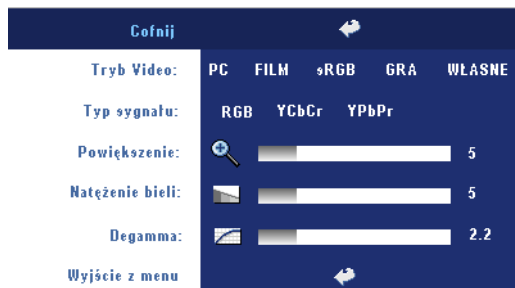 Cofnij
Tryb Video: PC FILM sRGB GRA WŁASNE
Typ sygnału: RGB YCbCr YPbPr
Powiększenie: 5
Natężenie bieli: 5
Degamma: 2.2
Wyjście z menu